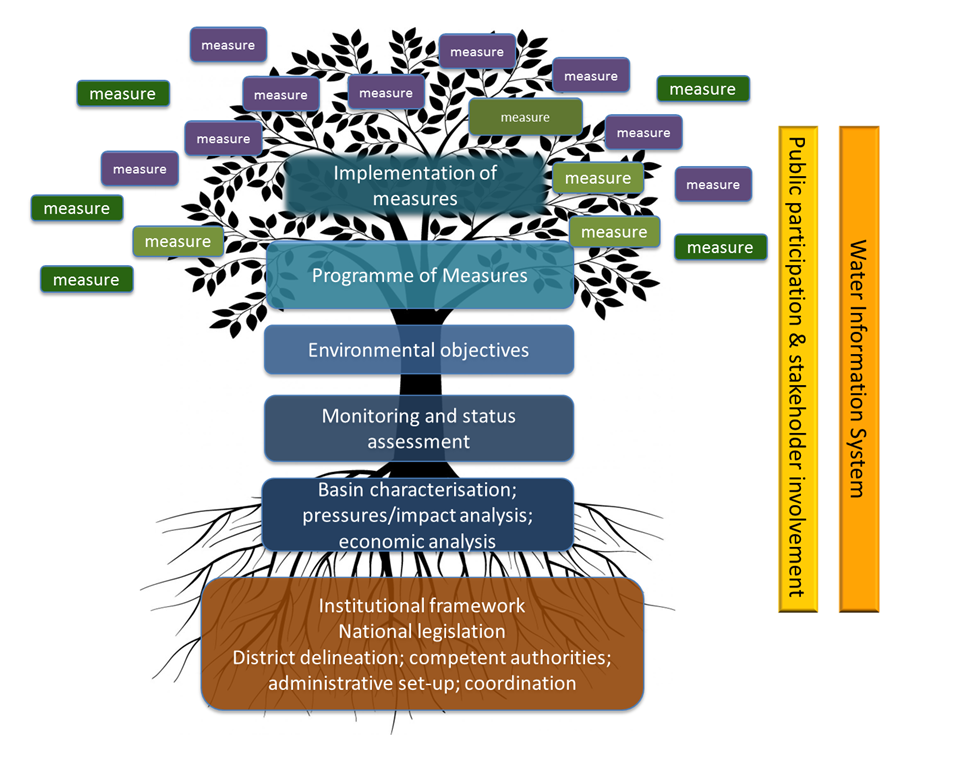 measure
measure
measure
measure
measure
measure
measure
measure
measure
measure
measure
Implementation of
measures
measure
measure
measure
measure
measure
measure
measure
Programme of Measures
measure
Environmental objectives
Monitoring and status
assessment
Basin characterisation;
pressures/impact analysis;
economic analysis
Institutional framework
National legislation
District delineation; competent authorities;
administrative set-up; coordination
Public participation & stakeholder involvement
Water Information System